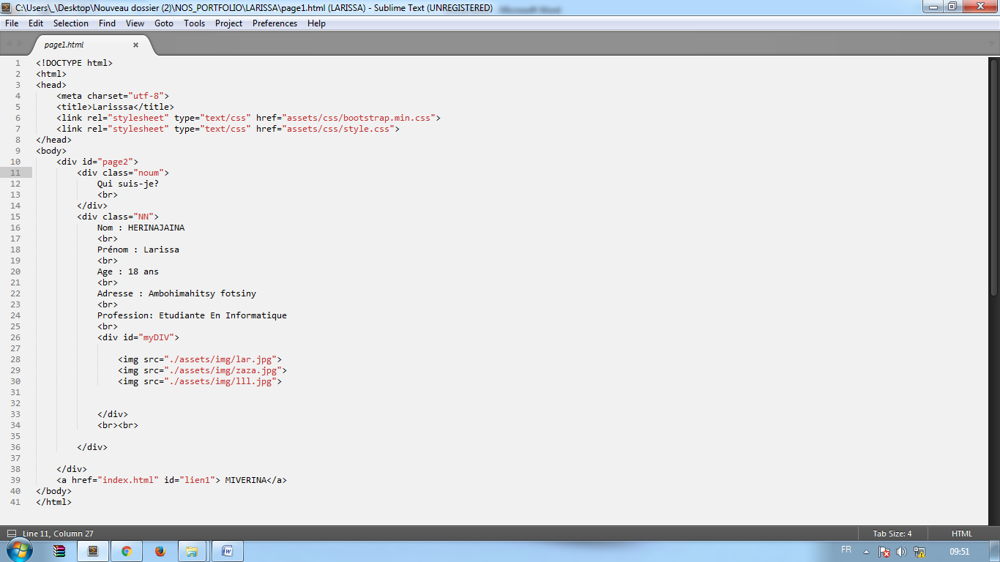 C:\Users\_\Desktop\Nouveau dossier (2)\NOS_PORTFOLIO\LARISSA\page1.html (LARISSA) - Sublime Text (UNREGISTERED)
Microsoft Word
File Edit Selection Find View Goto Tools Project Preferences Help
page1.html
1 <!DOCTYPE html>
2 <html>
3 <head>
4 <meta charset="utf-8">
5 <title>Larisssa</title>
6 <link rel="stylesheet" type="text/css" href="assets/css/bootstrap.min.css">
7 <link rel="stylesheet" type="text/css" href="assets/css/style.css">
8 </head>
9 <body>
10 <div id="page2">
11 <div class="noum">
12 Qui suis-je?
13 <br>
14 </div>
15 <div class="NN">
16 Nom : HERINAJAINA
17 <br>
18 Prénom : Larissa
19 <br>
20 Age : 18 ans
21 <br>
22 Adresse : Ambohimahitsy fotsiny
23 <br>
24 Profession: Etudiante En Informatique
25 <br>
26 <div id="myDIV">
27
28 <img src="./assets/img/lar.jpg">
29 <img src="./assets/img/zaza.jpg">
30 <img src="./assets/img/lll.jpg">
31
32
33 </div>
34 <br><br>
35
36 </div>
37
38 </div>
39 <a href="index.html" id="lien1"> MIVERINA</a>
40 </body>
41 </html>
Line 11, Column 27 Tab Size: 4 HTML
FR 09:51